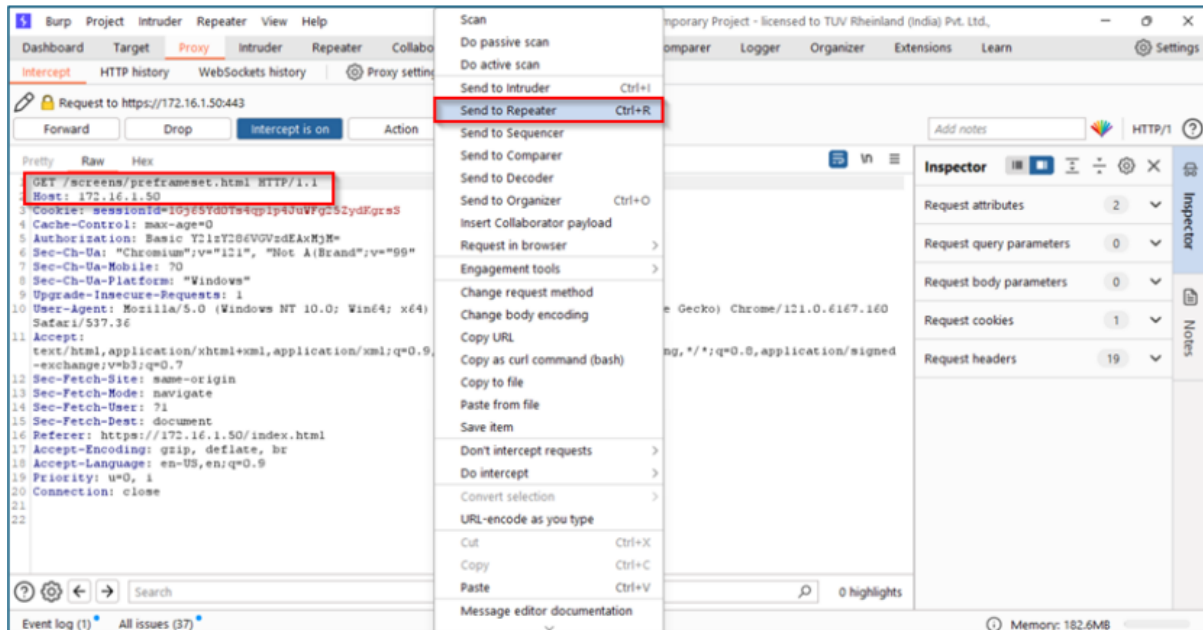 Burp Project Intruder Repeater View Help
mporary Project - licensed to TUV Rheinland (India) Pvt. Ltd.,
Dashboard Target Proxy Intruder Repeater Collabo
omparer Logger Organizer Extensions Learn Settings
Intercept HTTP history WebSockets history Proxy setting
Request to https://172.16.1.50:443
Forward Drop Intercept is on Action
Add notes HTTP/1
Pretty Raw Hex
1 GET /screens/preframeset.html HTTP/1.1
2 Host: 172.16.1.50
3 Cookie:
4 Cache-Control: max-age=0
5 Authorization: Basic
6 Sec-Ch-Ua: "Chromium";v="121", "Not A(Brand";v="99"
7 Sec-Ch-Ua-Mobile: ?0
8 Sec-Ch-Ua-Platform: "Windows"
9 Upgrade-Insecure-Requests: 1
10 User-Agent: Mozilla/5.0 (Windows NT 10.0; Win64; x64)
e Gecko) Chrome/121.0.6167.160
Safari/537.36
11 Accept:
text/html,application/xhtml+xml,application/xml;q=0.9,
ng,*/*;q=0.8,application/signed
-exchange;v=b3;q=0.7
12 Sec-Fetch-Site: same-origin
13 Sec-Fetch-Mode: navigate
14 Sec-Fetch-User: ?1
15 Sec-Fetch-Dest: document
16 Referer: https://172.16.1.50/index.html
17 Accept-Encoding: gzip, deflate, br
18 Accept-Language: en-US,en;q=0.9
19 Priority: u=0, i
20 Connection: close
21
22
Scan
Do passive scan
Do active scan
Send to Intruder Ctrl+I
Send to Repeater Ctrl+R
Send to Sequencer
Send to Comparer
Send to Decoder
Send to Organizer Ctrl+O
Insert Collaborator payload
Request in browser
Engagement tools
Change request method
Change body encoding
Copy URL
Copy as curl command (bash)
Copy to file
Paste from file
Save item
Don't intercept requests
Do intercept
Convert selection
URL-encode as you type
Cut Ctrl+X
Copy Ctrl+C
Paste Ctrl+V
Message editor documentation
Inspector
Request attributes 2
Request query parameters 0
Request body parameters 0
Request cookies 1
Request headers 19
Inspector
Notes
Search
0 highlights
Event log (1) All issues (37)
Memory: 182.6MB